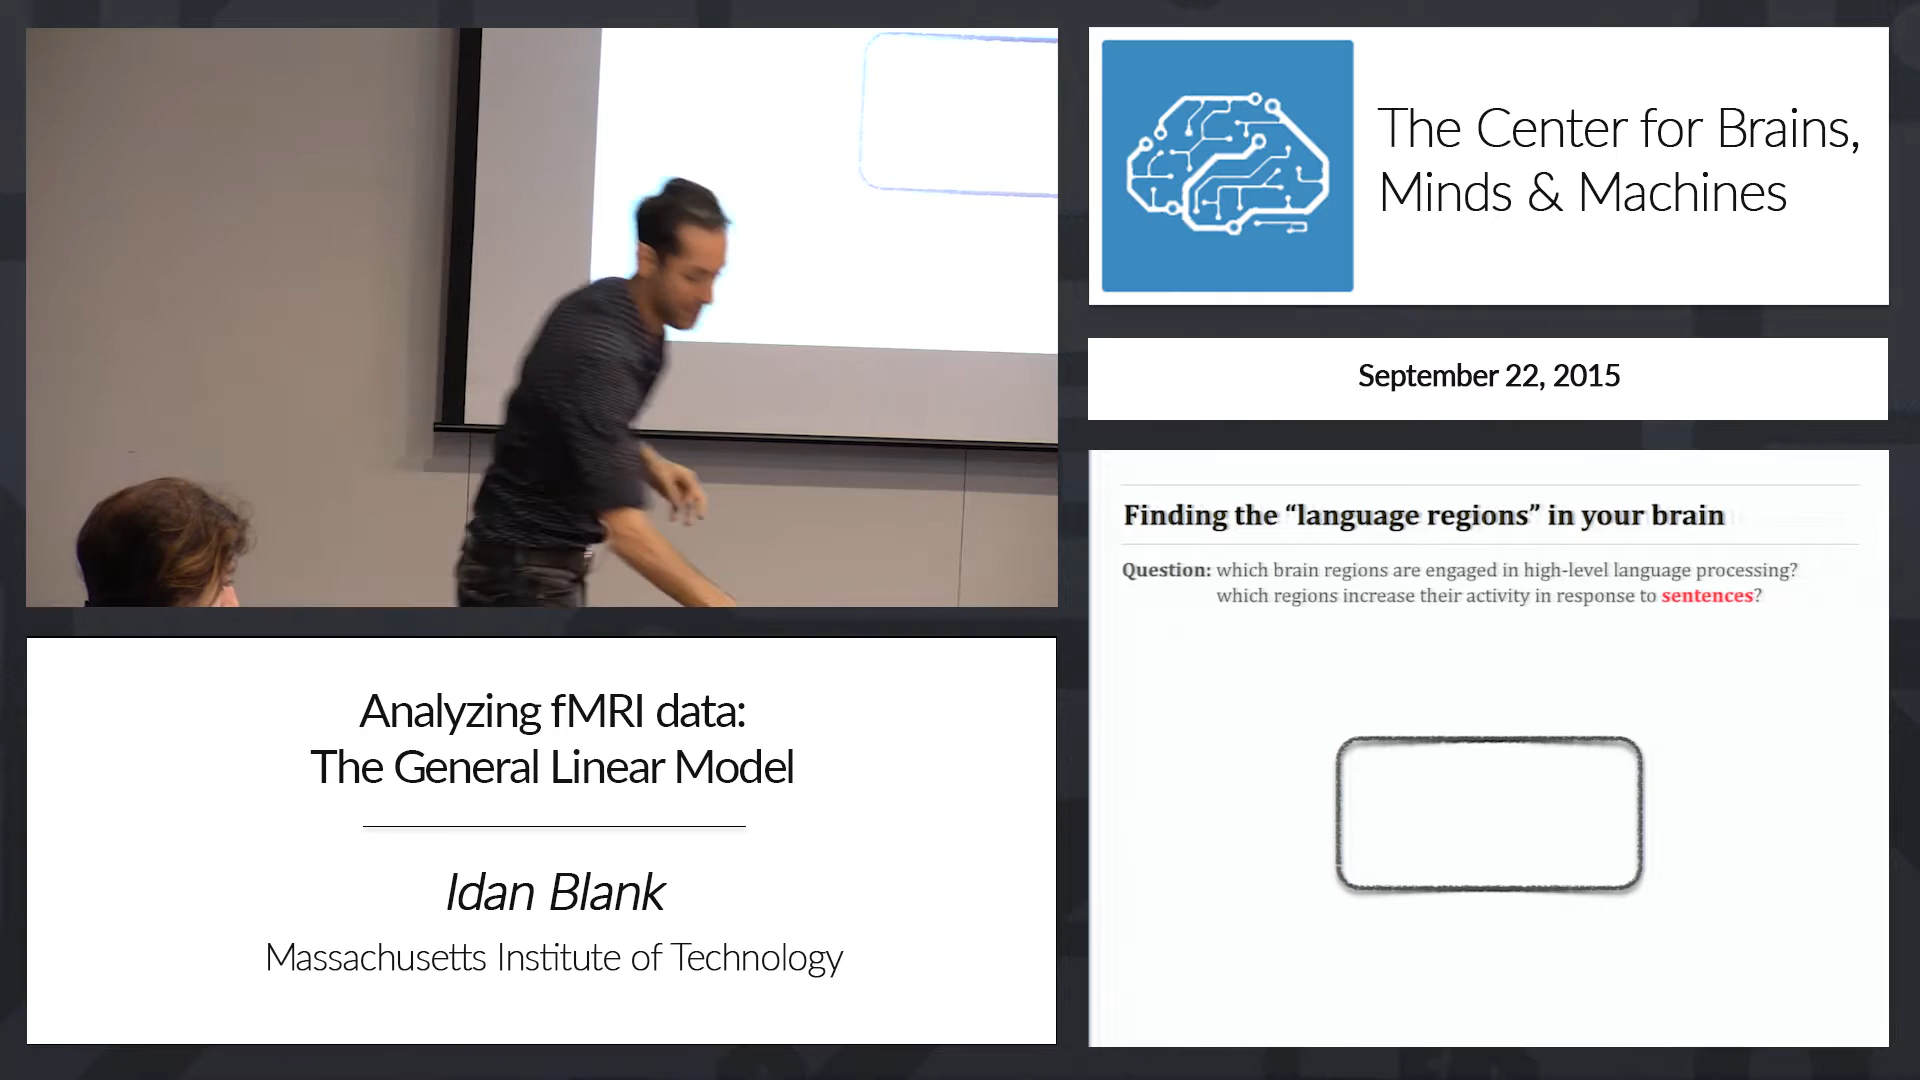 The Center for Brains,
Minds & Machines
September 22, 2015
Finding the “language regions” in your brain
Question: which brain regions are engaged in high-level language processing?
which regions increase their activity in response to sentences?
Analyzing fMRI data:
The General Linear Model
Idan Blank
Massachusetts Institute of Technology